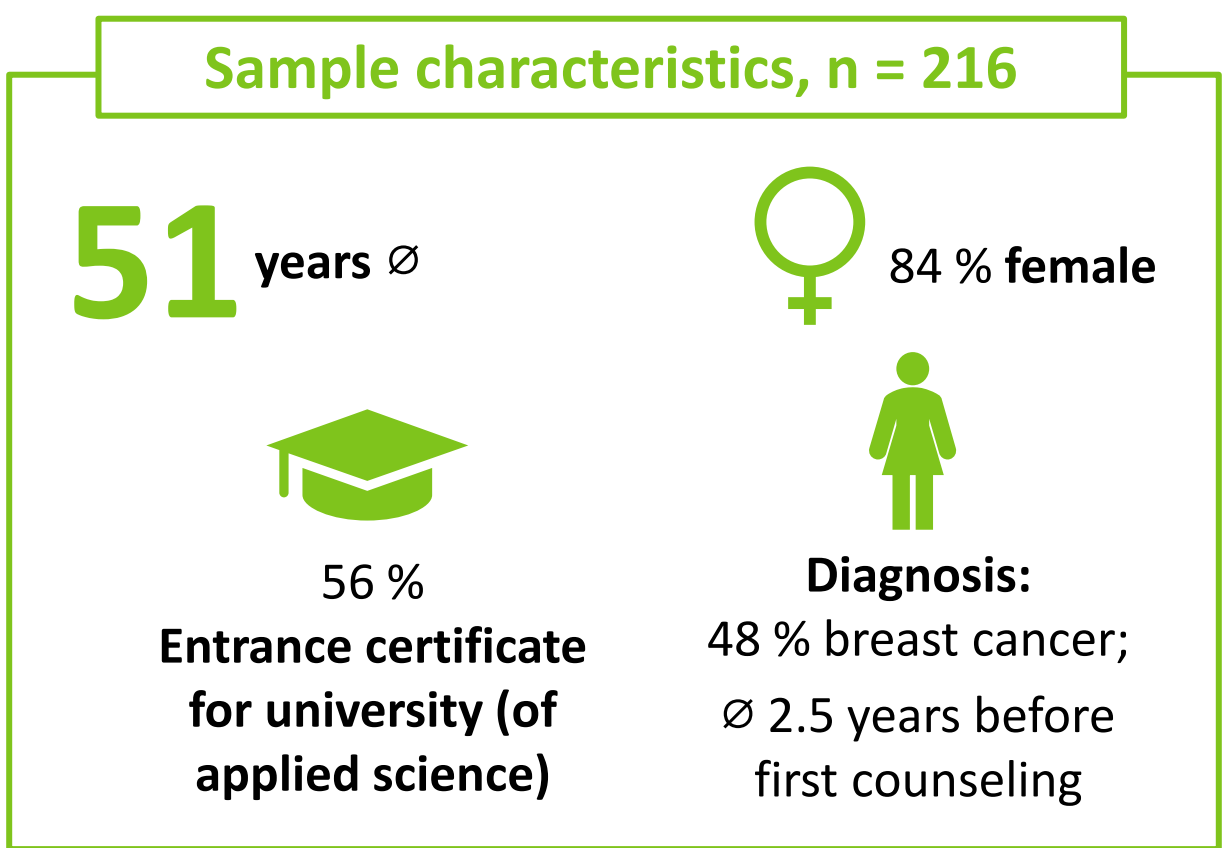 Sample characteristics, n = 216
51 years ∅
84 % female
56 %
Entrance certificate
for university (of
applied science)
Diagnosis:
48 % breast cancer;
∅ 2.5 years before
first counseling